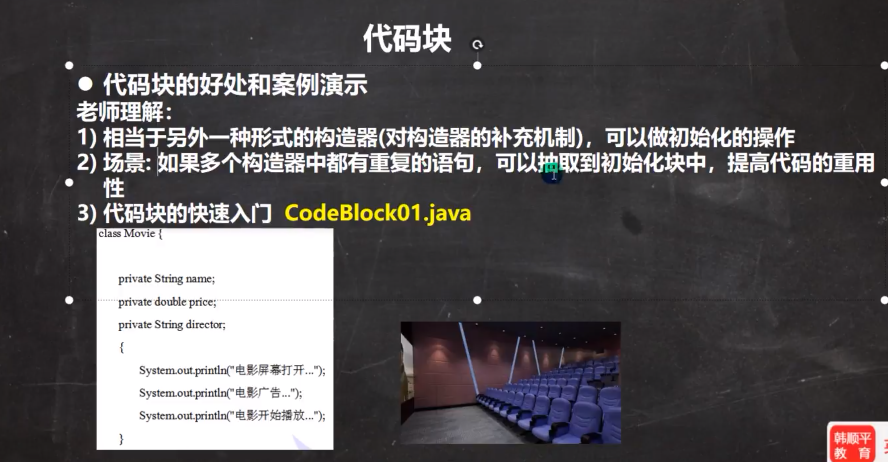 代码块
● 代码块的好处和案例演示
老师理解：
1) 相当于另外一种形式的构造器(对构造器的补充机制)，可以做初始化的操作
2) 场景: 如果多个构造器中都有重复的语句，可以抽取到初始化块中，提高代码的重用
性
3) 代码块的快速入门 CodeBlock01.java
class Movie {
private String name;
private double price;
private String director;
{
System.out.println("电影屏幕打开...");
System.out.println("电影广告...");
System.out.println("电影开始播放...");
}
韩顺平
教育